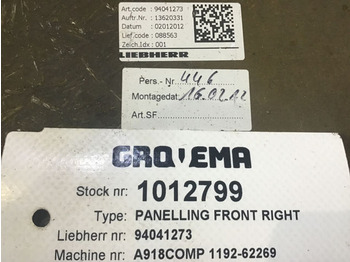 Art.code : 94041273
Auftr.Nr. : 13620331
Datum : 02012012
Lief.code : 088563
Zeich.Idx : 001
LIEBHERR
Pers.- Nr. 446
Montagedat. 16.02.12
Art.SF
GROVEMA
Stock nr: 1012799
Type: PANELLING FRONT RIGHT
Liebherr nr: 94041273
Machine nr: A918COMP 1192-62269